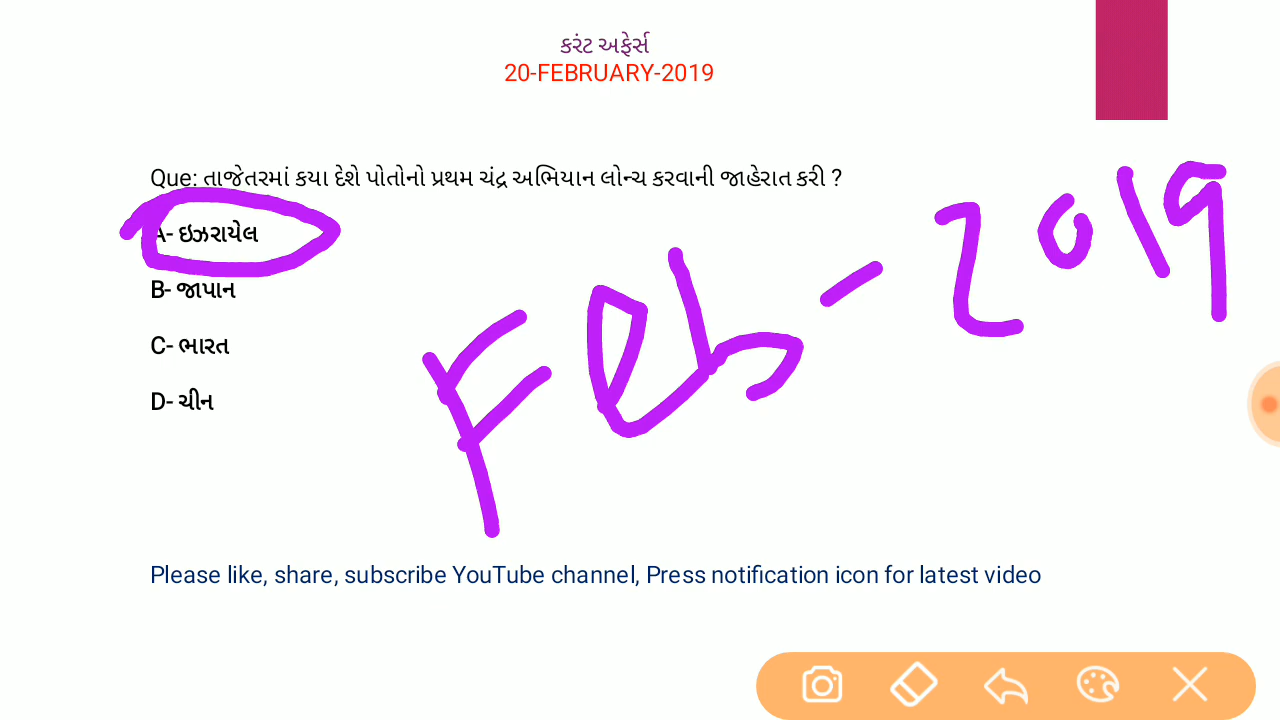 કરંટ અફેર્સ
20-FEBRUARY-2019
Que: તાજેતરમાં કયા દેશે પોતોનો પ્રથમ ચંદ્ર અભિયાન લોન્ચ કરવાની જાહેરાત કરી ?
A- ઇઝરાયેલ
B- જાપાન
C- ભારત
D- ચીન
Feb - 2019
Please like, share, subscribe YouTube channel, Press notification icon for latest video